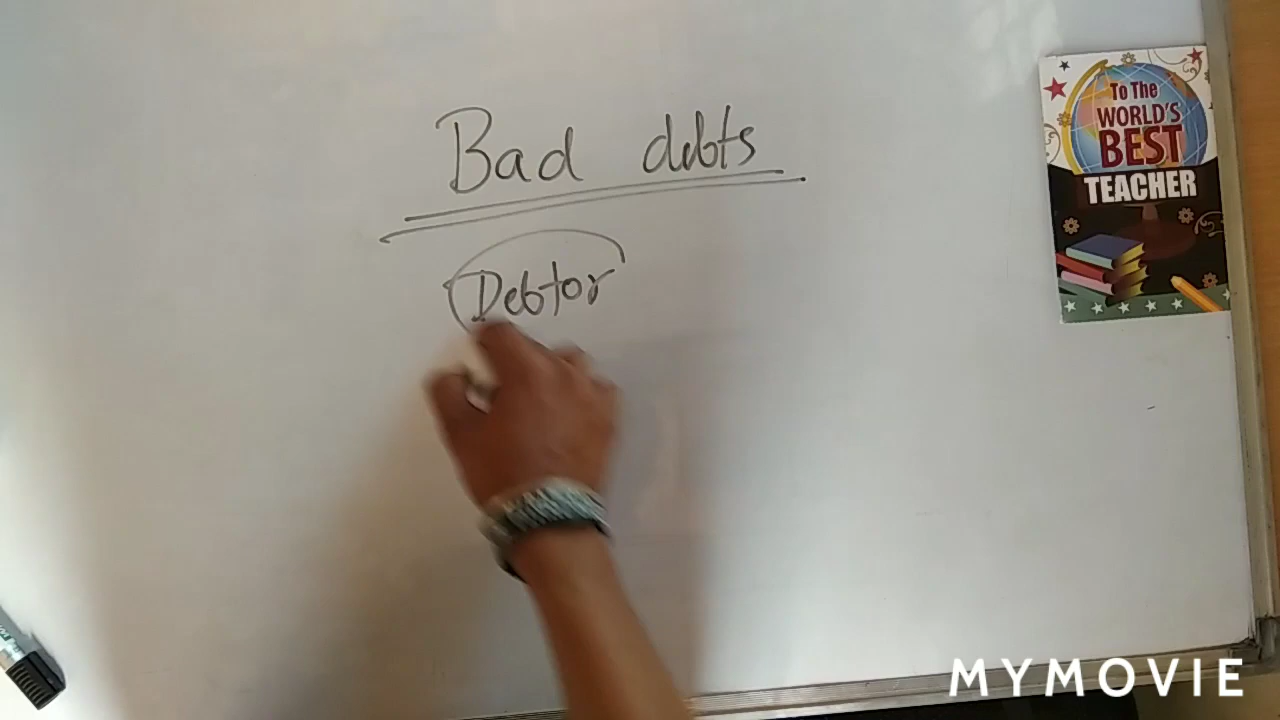 Bad debts
Debtor
To The
WORLD'S
BEST
TEACHER
MYMOVIE